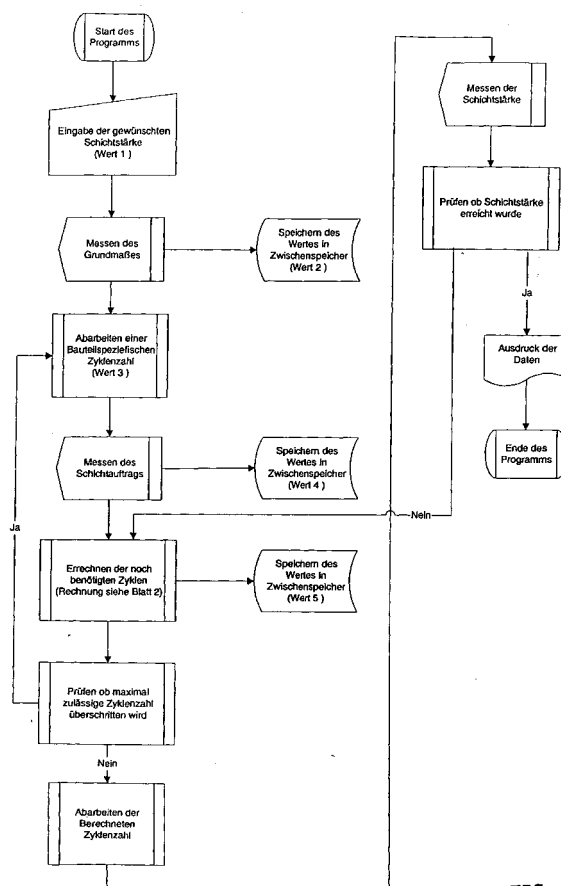 Start des
Programms
Eingabe der gewünschten
Schichtstärke
(Wert 1 )
Messen des
Grundmaßes
Speichern des
Wertes in
Zwischenspeicher
(Wert 2 )
Abarbeiten einer
Bauteilspeziefischen
Zyklenzahl
(Wert 3 )
Messen des
Schichtauftrags
Speichern des
Wertes in
Zwischenspeicher
(Wert 4 )
Ja
Errechnen der noch
benötigten Zyklen
(Rechnung siehe Blatt 2)
Speichern des
Wertes in
Zwischenspeicher
(Wert 5 )
Prüfen ob maximal
zulässige Zyklenzahl
überschritten wird
Nein
Abarbeiten der
Berechneten
Zyklenzahl
Messen der
Schichtstärke
Prüfen ob Schichtstärke
erreicht wurde
Ja
Ausdruck der
Daten
Ende des
Programms
Nein